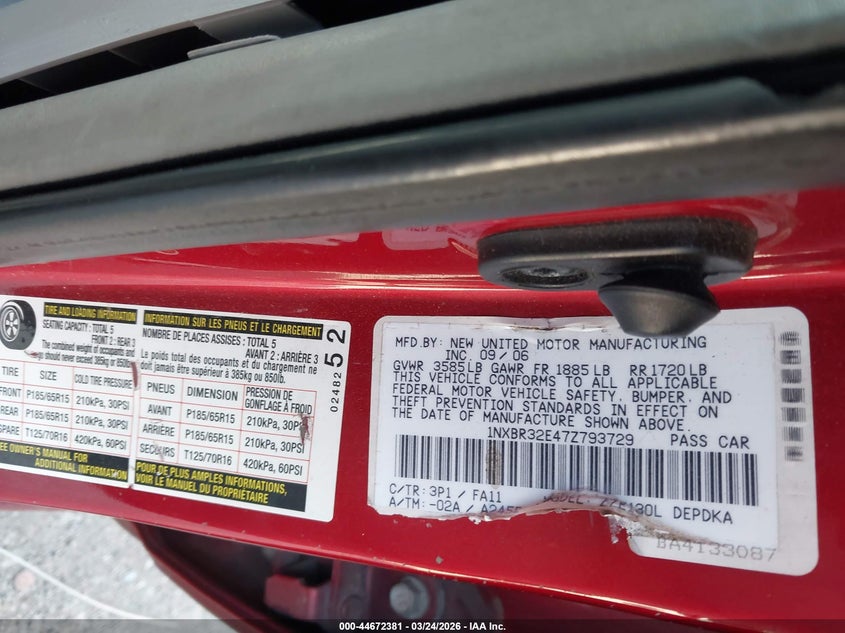 TIRE AND LOADING INFORMATION
SEATING CAPACITY : TOTAL 5
FRONT 2 : REAR 3
The combined weight of occupants and cargo should never exceed 385kg or 850lb.
TIRE SIZE COLD TIRE PRESSURE
FRONT P185/65R15 210kPa, 30PSI
REAR P185/65R15 210kPa, 30PSI
SPARE T125/70R16 420kPa, 60PSI
SEE OWNER'S MANUAL FOR
ADDITIONAL INFORMATION
INFORMATION SUR LES PNEUS ET LE CHARGEMENT
NOMBRE DE PLACES ASSISES : TOTAL 5
AVANT 2 : ARRIÈRE 3
Le poids total des occupants et du chargement ne
doit jamais être supérieur à 385kg ou 850lb.
PNEUS DIMENSION PRESSION DE GONFLAGE À FROID
AVANT P185/65R15 210kPa, 30PSI
ARRIÈRE P185/65R15 210kPa, 30PSI
SECOURS T125/70R16 420kPa, 60PSI
POUR DE PLUS AMPLES INFORMATIONS,
VOIR LE MANUEL DU PROPRIÉTAIRE
02482 52
MFD.BY: NEW UNITED MOTOR MANUFACTURING
INC. 09/06
GVWR 3585LB GAWR FR 1885LB RR1720LB
THIS VEHICLE CONFORMS TO ALL APPLICABLE
FEDERAL MOTOR VEHICLE SAFETY, BUMPER, AND
THEFT PREVENTION STANDARDS IN EFFECT ON
THE DATE OF MANUFACTURE SHOWN ABOVE.
1NXBR32E47Z793729 PASS CAR
C/TR: 3P1 / FA11 MODEL: ZZE130L DEPDKA
A/TM: -02A /
BA4133087
000-44672381 - 03/24/2026 - IAA Inc.